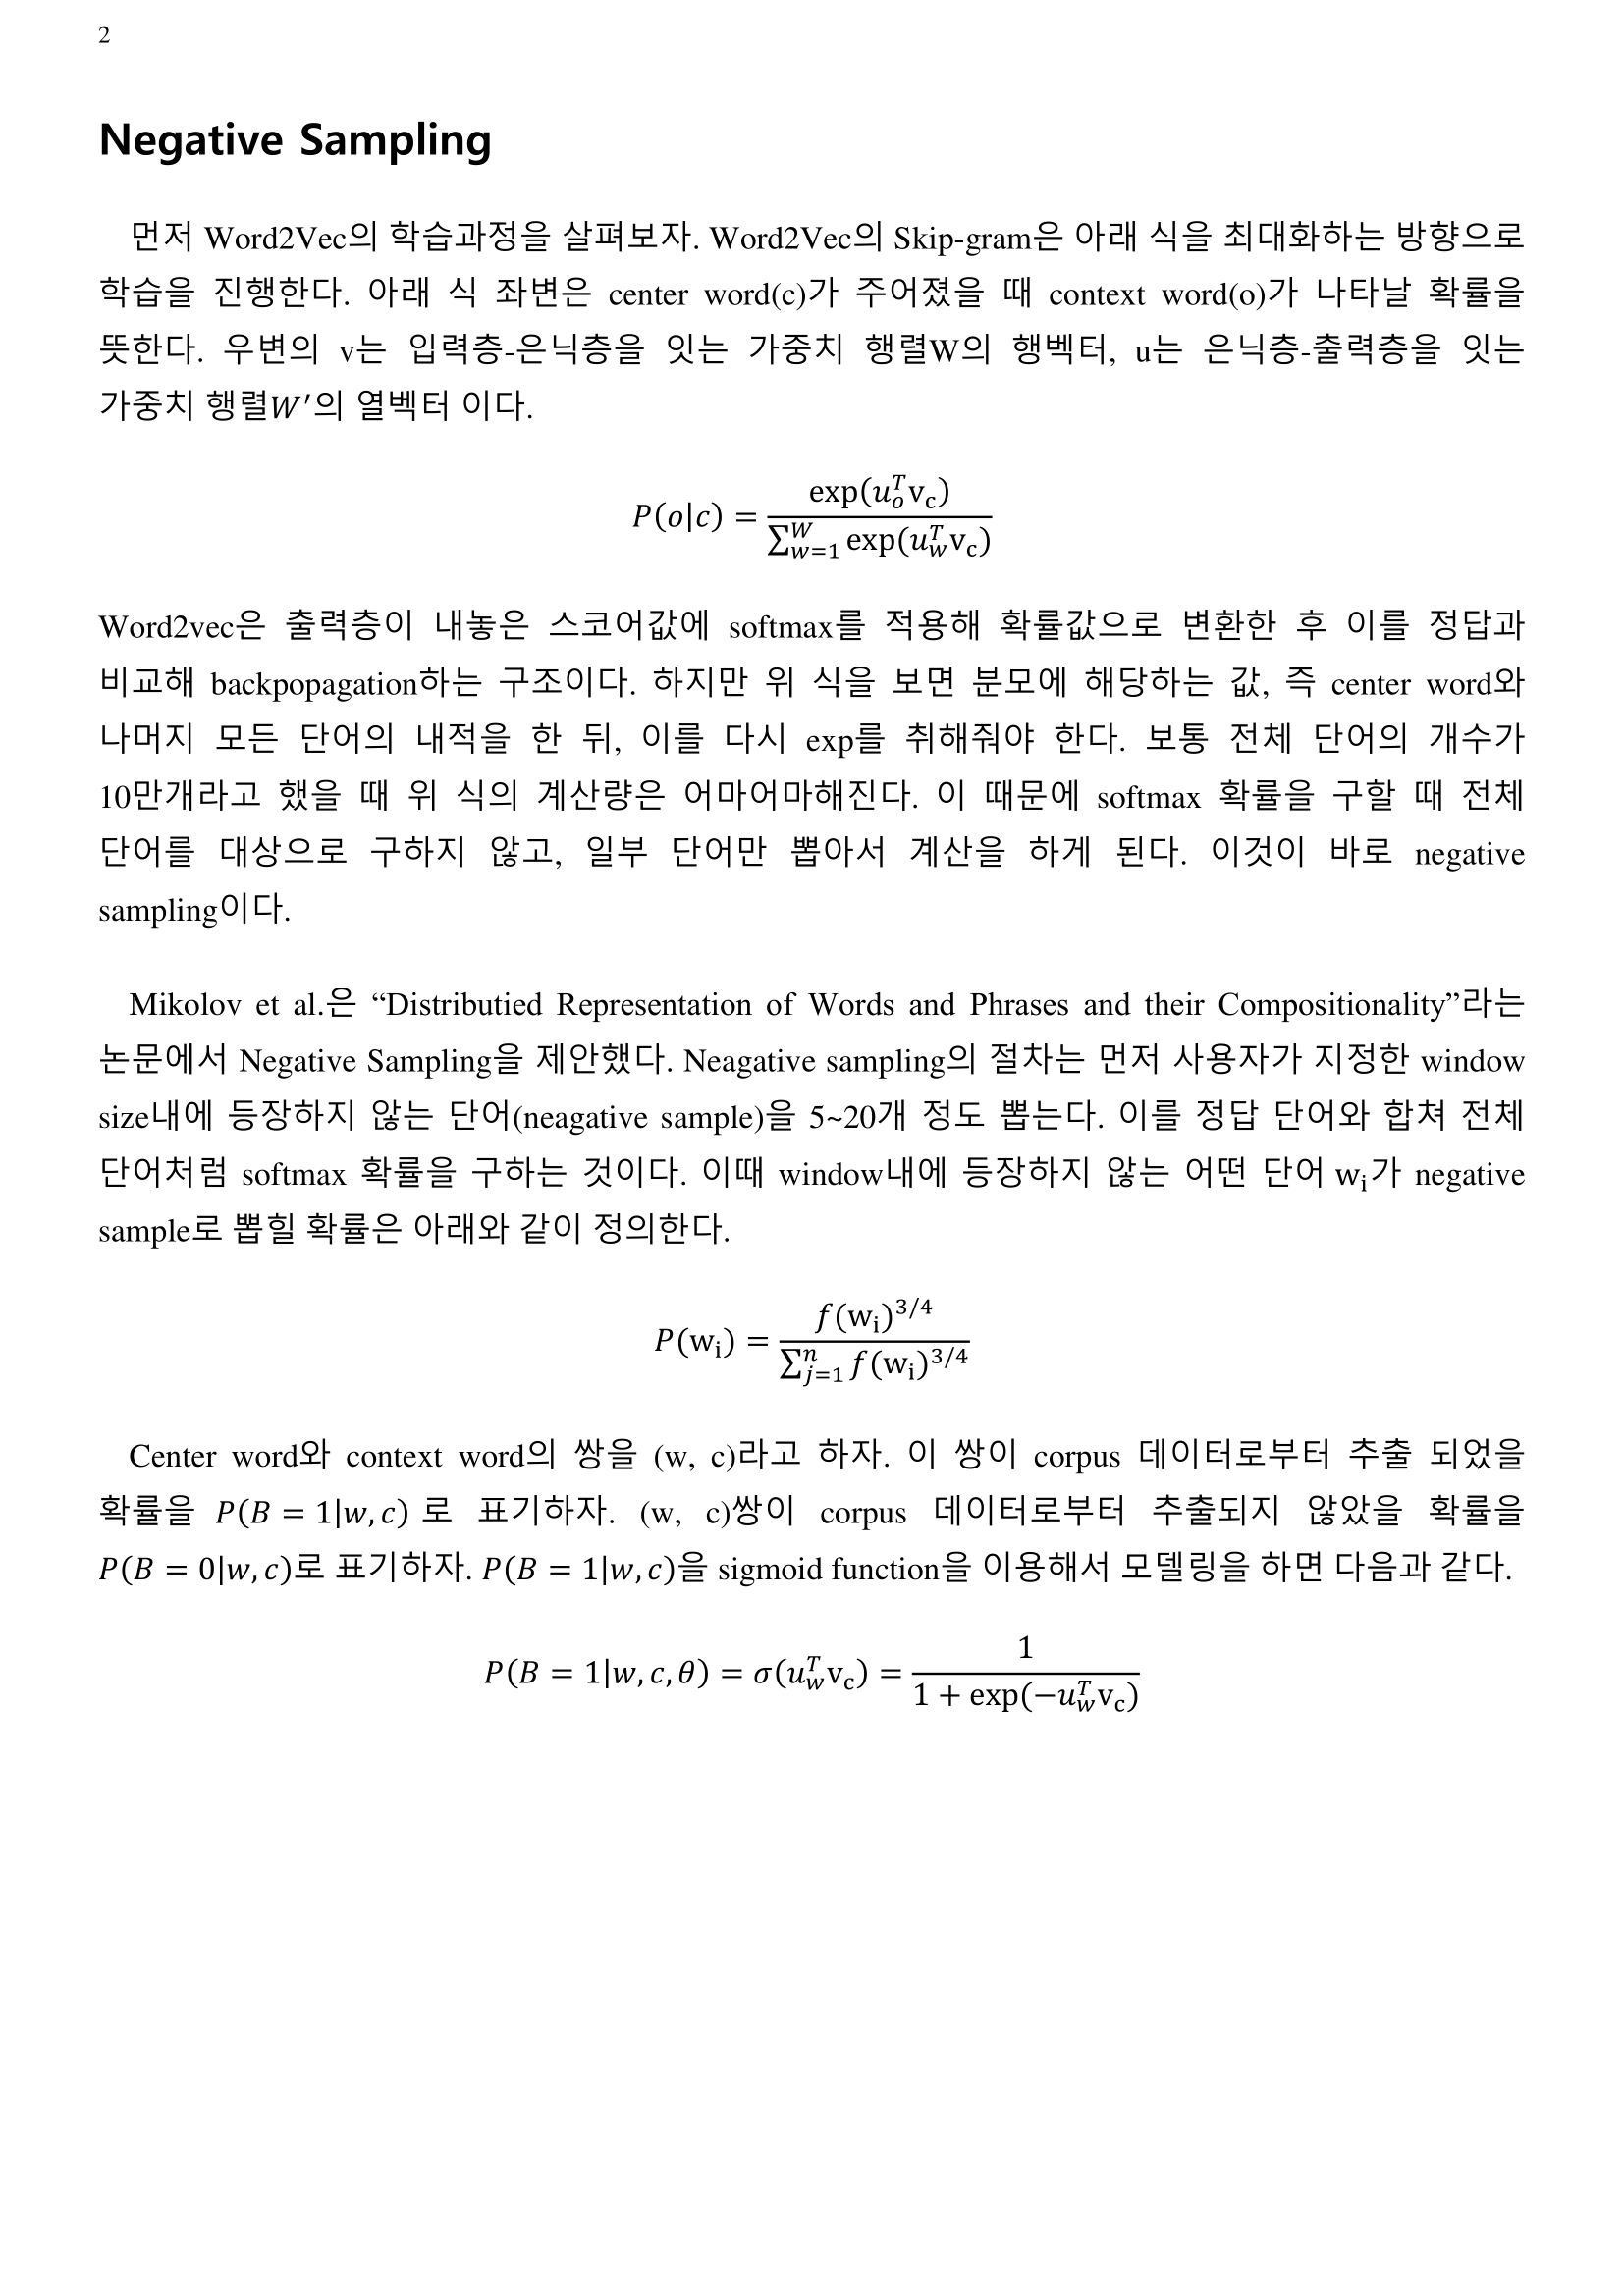 2
Negative Sampling
먼저 Word2Vec의 학습과정을 살펴보자. Word2Vec의 Skip-gram은 아래 식을 최대화하는 방향으로
학습을 진행한다. 아래 식 좌변은 center word(c)가 주어졌을 때 context word(o)가 나타날 확률을
뜻한다. 우변의 v는 입력층-은닉층을 잇는 가중치 행렬W의 행벡터, u는 은닉층-출력층을 잇는
가중치 행렬𝑊′의 열벡터 이다.
$P(o|c) = \frac{\exp(u_o^T v_c)}{\sum_{w=1}^{W} \exp(u_w^T v_c)}$
Word2vec은 출력층이 내놓은 스코어값에 softmax를 적용해 확률값으로 변환한 후 이를 정답과
비교해 backpopagation하는 구조이다. 하지만 위 식을 보면 분모에 해당하는 값, 즉 center word와
나머지 모든 단어의 내적을 한 뒤, 이를 다시 exp를 취해줘야 한다. 보통 전체 단어의 개수가
10만개라고 했을 때 위 식의 계산량은 어마어마해진다. 이 때문에 softmax 확률을 구할 때 전체
단어를 대상으로 구하지 않고, 일부 단어만 뽑아서 계산을 하게 된다. 이것이 바로 negative
sampling이다.
Mikolov et al.은 “Distributied Representation of Words and Phrases and their Compositionality”라는
논문에서 Negative Sampling을 제안했다. Neagative sampling의 절차는 먼저 사용자가 지정한 window
size내에 등장하지 않는 단어(neagative sample)을 5~20개 정도 뽑는다. 이를 정답 단어와 합쳐 전체
단어처럼 softmax 확률을 구하는 것이다. 이때 window내에 등장하지 않는 어떤 단어 $w_i$가 negative
sample로 뽑힐 확률은 아래와 같이 정의한다.
$P(w_i) = \frac{f(w_i)^{3/4}}{\sum_{j=1}^{n} f(w_i)^{3/4}}$
Center word와 context word의 쌍을 (w, c)라고 하자. 이 쌍이 corpus 데이터로부터 추출 되었을
확률을 $P(B = 1|w, c)$ 로 표기하자. (w, c)쌍이 corpus 데이터로부터 추출되지 않았을 확률을
$P(B = 0|w, c)$로 표기하자. $P(B = 1|w, c)$을 sigmoid function을 이용해서 모델링을 하면 다음과 같다.
$P(B = 1|w, c, \theta) = \sigma(u_w^T v_c) = \frac{1}{1 + \exp(-u_w^T v_c)}$